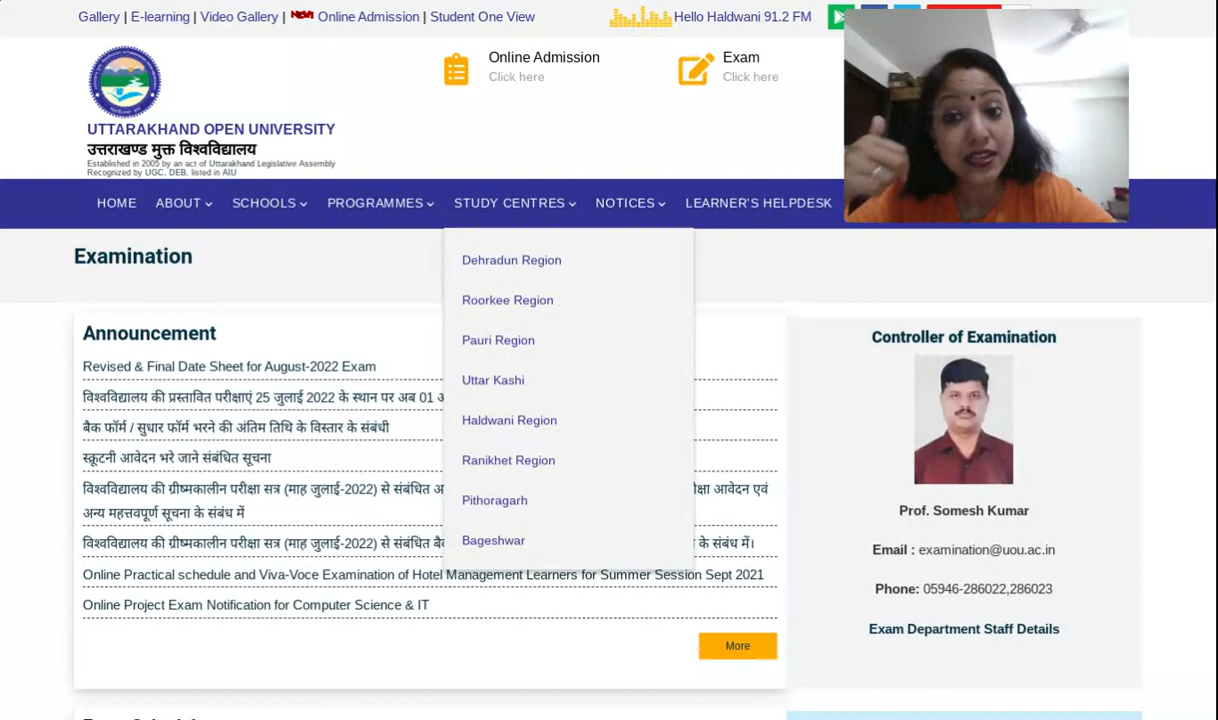 Gallery | E-learning | Video Gallery | Online Admission | Student One View
Hello Haldwani 91.2 FM
Online Admission
Click here
Exam
Click here
UTTARAKHAND OPEN UNIVERSITY
उत्तराखण्ड मुक्त विश्वविद्यालय
Established in 2005 by an act of Uttarakhand Legislative Assembly
Recognized by UGC, DEB, listed in AIU
HOME ABOUT SCHOOLS PROGRAMMES STUDY CENTRES NOTICES LEARNER'S HELPDESK
Examination
Dehradun Region
Roorkee Region
Pauri Region
Uttar Kashi
Haldwani Region
Ranikhet Region
Pithoragarh
Bageshwar
Announcement
Revised & Final Date Sheet for August-2022 Exam
विश्वविद्यालय की प्रस्तावित परीक्षाएं 25 जुलाई 2022 के स्थान पर अब 01
बैक फॉर्म / सुधार फॉर्म भरने की अंतिम तिथि के विस्तार के संबंधी
स्क्रूटनी आवेदन भरे जाने संबंधित सूचना
विश्वविद्यालय की ग्रीष्मकालीन परीक्षा सत्र (माह जुलाई-2022) से संबंधित आवेदन एवं
अन्य महत्तवपूर्ण सूचना के संबंध में
विश्वविद्यालय की ग्रीष्मकालीन परीक्षा सत्र (माह जुलाई-2022) से संबंधित के संबंध में।
Online Practical schedule and Viva-Voce Examination of Hotel Management Learners for Summer Session Sept 2021
Online Project Exam Notification for Computer Science & IT
More
Controller of Examination
Prof. Somesh Kumar
Email : examination@uou.ac.in
Phone: 05946-286022,286023
Exam Department Staff Details